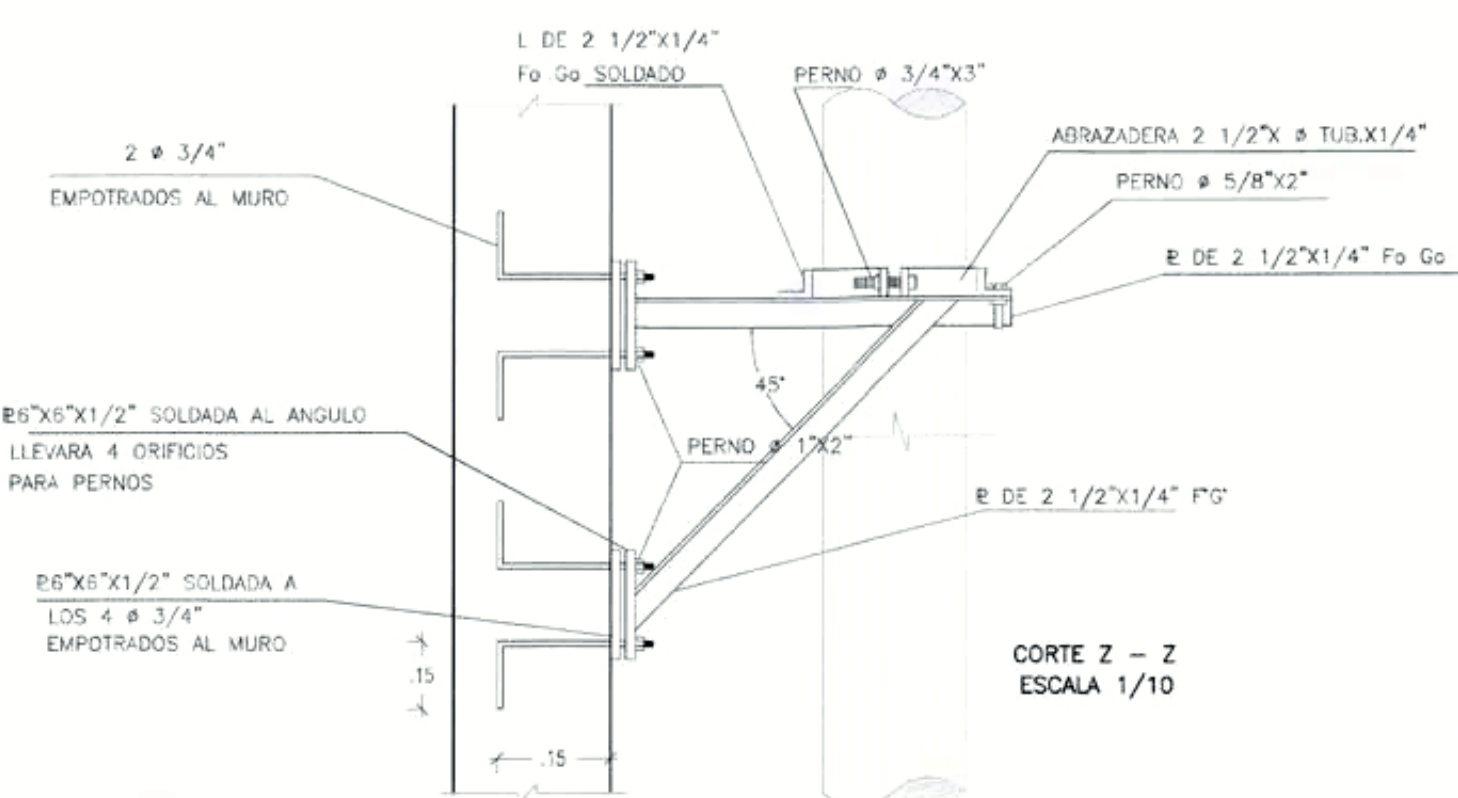 L DE 2 1/2"X1/4"
Fo Go SOLDADO
PERNO ø 3/4"X3"
ABRAZADERA 2 1/2"X ø TUB.X1/4"
2 ø 3/4"
EMPOTRADOS AL MURO
PERNO ø 5/8"X2"
PL DE 2 1/2"X1/4" Fo Go
45°
PL6"X6"X1/2" SOLDADA AL ANGULO
LLEVARA 4 ORIFICIOS
PARA PERNOS
PERNO ø 1"X2"
PL DE 2 1/2"X1/4" F°G°
PL6"X6"X1/2" SOLDADA A
LOS 4 ø 3/4"
EMPOTRADOS AL MURO
.15
.15
CORTE Z - Z
ESCALA 1/10